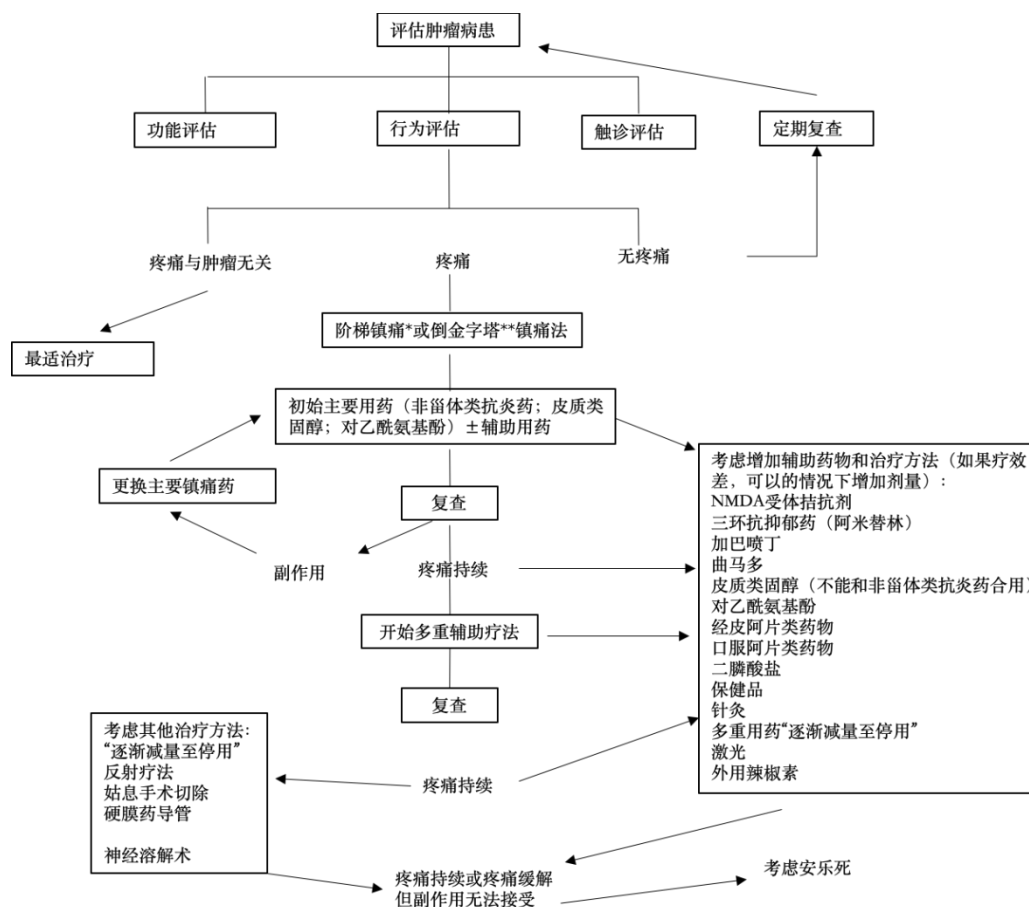 评估肿瘤病患
功能评估
行为评估
触诊评估
定期复查
疼痛与肿瘤无关
疼痛
无疼痛
最适治疗
阶梯镇痛*或倒金字塔**镇痛法
初始主要用药（非甾体类抗炎药；皮质类
固醇；对乙酰氨基酚）±辅助用药
更换主要镇痛药
复查
副作用
疼痛持续
开始多重辅助疗法
复查
考虑增加辅助药物和治疗方法（如果疗效
差，可以的情况下增加剂量）：
NMDA受体拮抗剂
三环抗抑郁药（阿米替林）
加巴喷丁
曲马多
皮质类固醇（不能和非甾体类抗炎药合用）
对乙酰氨基酚
经皮阿片类药物
口服阿片类药物
二膦酸盐
保健品
针灸
多重用药“逐渐减量至停用”
激光
外用辣椒素
考虑其他治疗方法：
“逐渐减量至停用”
反射疗法
姑息手术切除
硬膜药导管
神经溶解术
疼痛持续
疼痛持续或疼痛缓解
但副作用无法接受
考虑安乐死